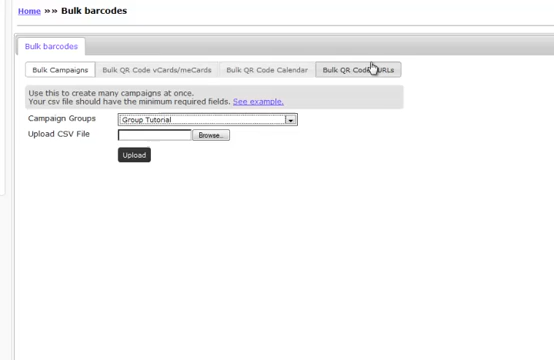 Home »» Bulk barcodes
Bulk barcodes
Bulk Campaigns Bulk QR Code vCards/meCards Bulk QR Code Calendar Bulk QR Code URLs
Use this to create many campaigns at once.
Your csv file should have the minimum required fields. See example.
Campaign Groups Group Tutorial
Upload CSV File Browse..
Upload